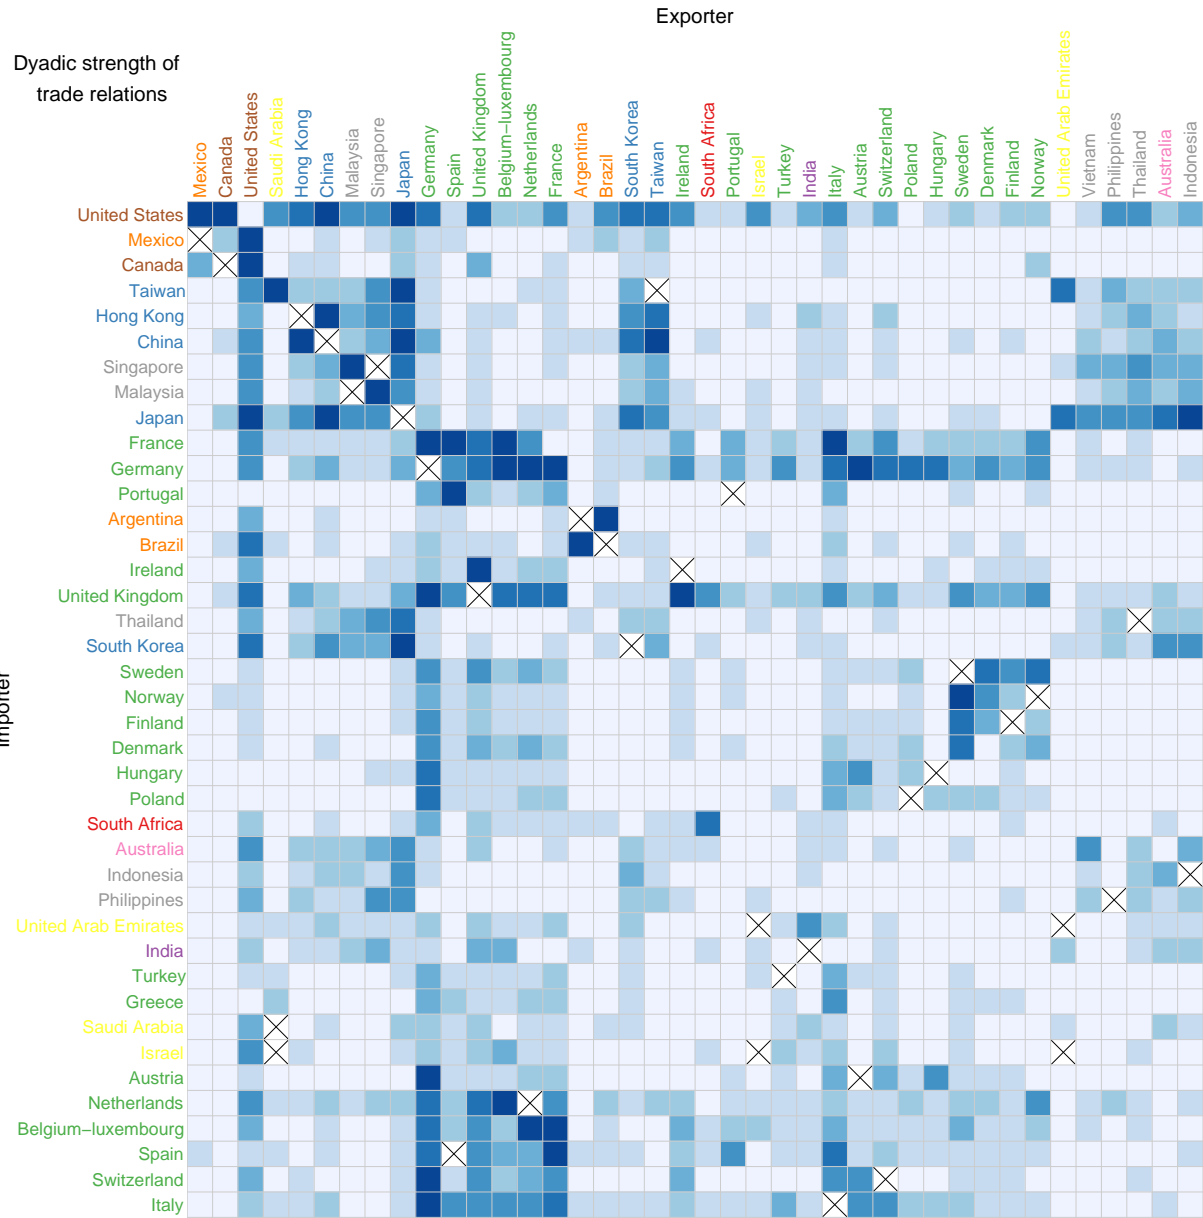 Exporter
Dyadic strength of
trade relations
Mexico
Canada
United States
Saudi Arabia
Hong Kong
China
Malaysia
Singapore
Japan
Germany
Spain
United Kingdom
Belgium−luxembourg
Netherlands
France
Argentina
Brazil
South Korea
Taiwan
Ireland
South Africa
Portugal
Israel
Turkey
India
Italy
Austria
Switzerland
Poland
Hungary
Sweden
Denmark
Finland
Norway
United Arab Emirates
Vietnam
Philippines
Thailand
Australia
Indonesia
United States
Mexico
Canada
Taiwan
Hong Kong
China
Singapore
Malaysia
Japan
France
Germany
Portugal
Argentina
Brazil
Ireland
United Kingdom
Thailand
South Korea
Sweden
Norway
Finland
Denmark
Hungary
Poland
South Africa
Australia
Indonesia
Philippines
United Arab Emirates
India
Turkey
Greece
Saudi Arabia
Israel
Austria
Netherlands
Belgium−luxembourg
Spain
Switzerland
Italy
Importer